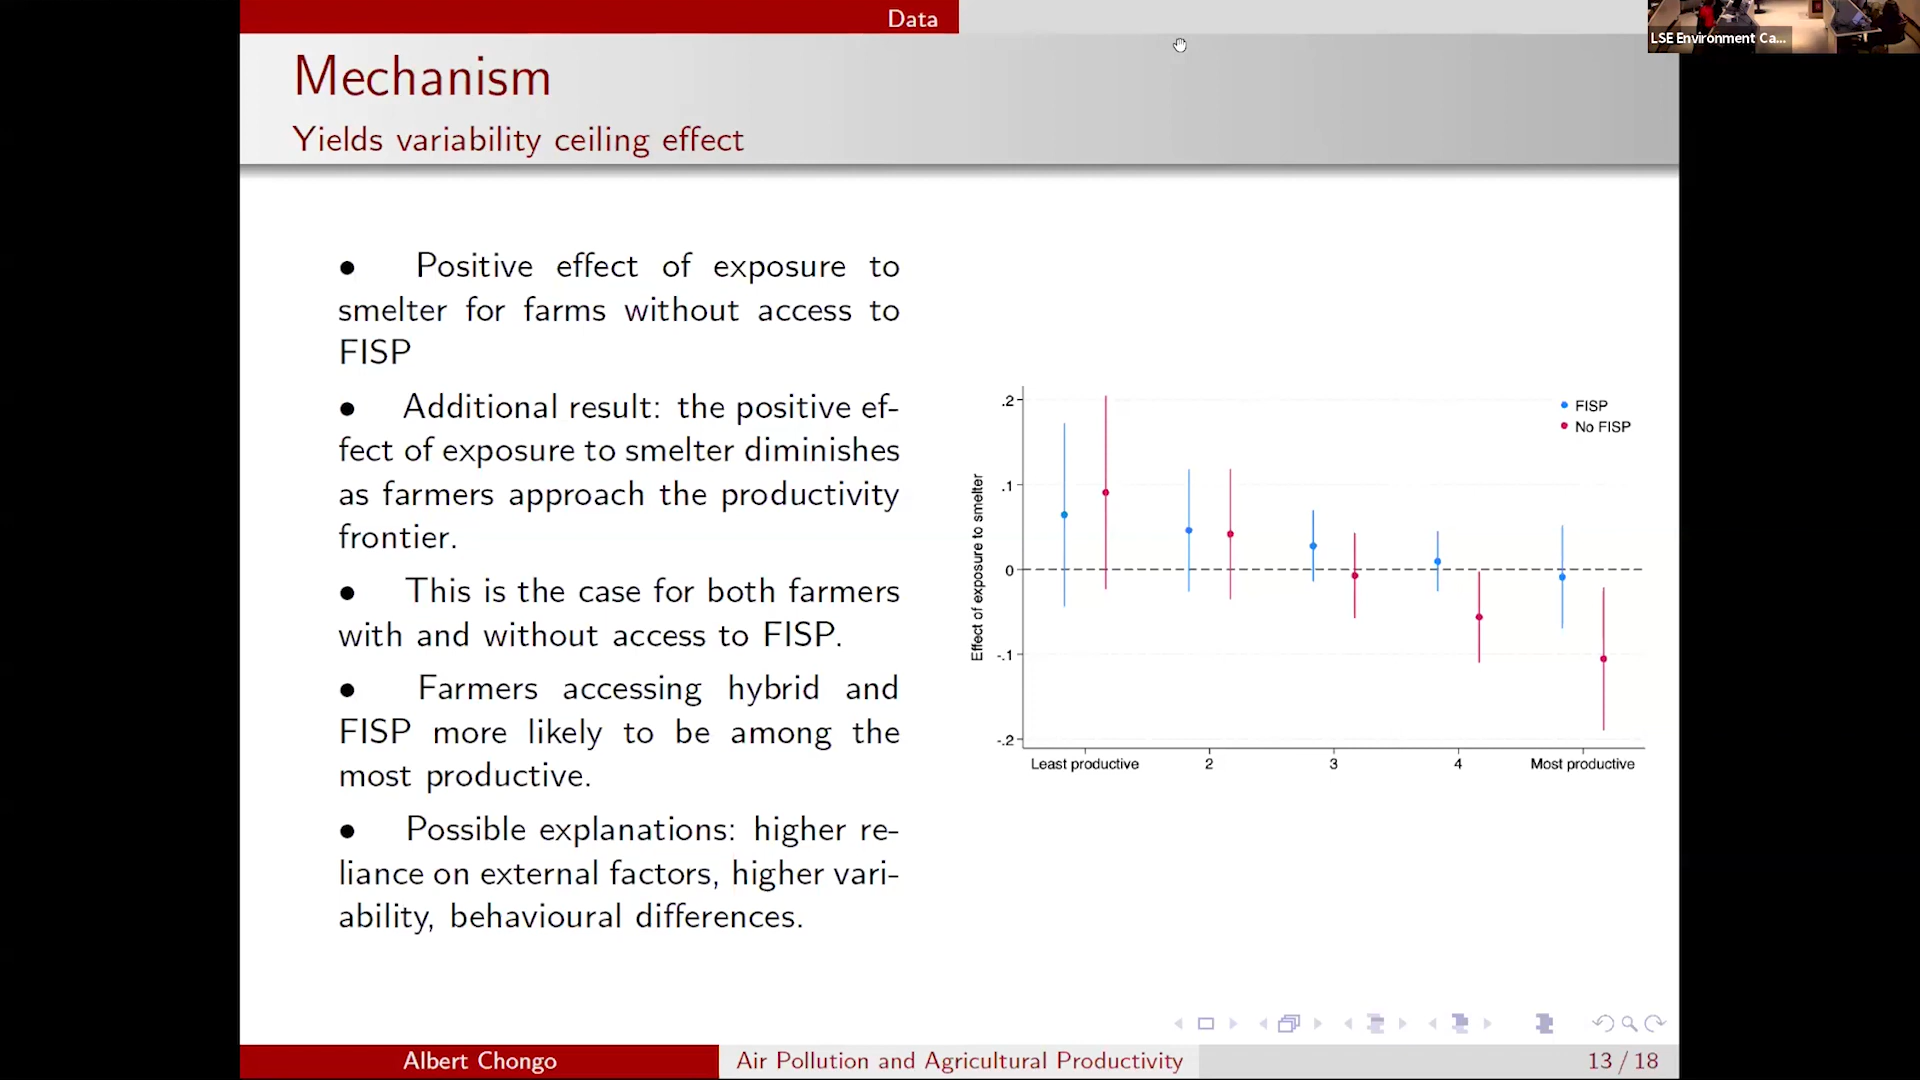 Data
LSE Environment Ca...
Mechanism
Yields variability ceiling effect
● Positive effect of exposure to
smelter for farms without access to
FISP
● Additional result: the positive ef-
fect of exposure to smelter diminishes
as farmers approach the productivity
frontier.
● This is the case for both farmers
with and without access to FISP.
● Farmers accessing hybrid and
FISP more likely to be among the
most productive.
● Possible explanations: higher re-
liance on external factors, higher vari-
ability, behavioural differences.
FISP
No FISP
Effect of exposure to smelter
.2
.1
0
-.1
-.2
Least productive 2 3 4 Most productive
Albert Chongo Air Pollution and Agricultural Productivity 13 / 18